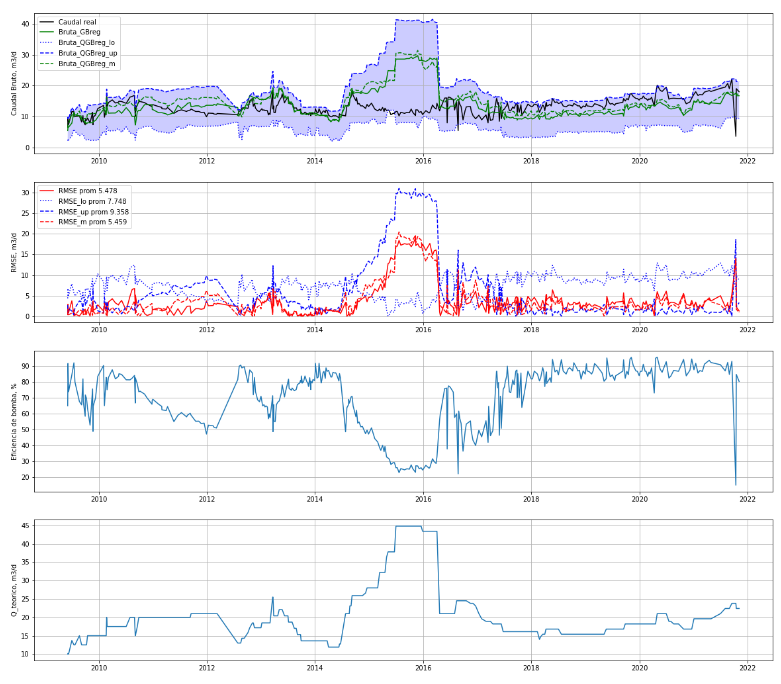 Caudal real
Bruta_GBreg
Bruta_QGBreg_lo
Bruta_QGBreg_up
Bruta_QGBreg_m
Caudal Bruto, m3/d
40
30
20
10
0
2010 2012 2014 2016 2018 2020 2022
RMSE prom 5.478
RMSE_lo prom 7.748
RMSE_up prom 9.358
RMSE_m prom 5.459
RMSE, m3/d
30
25
20
15
10
5
0
2010 2012 2014 2016 2018 2020 2022
Eficiencia de bomba, %
90
80
70
60
50
40
30
20
2010 2012 2014 2016 2018 2020 2022
Q_teorico, m3/d
45
40
35
30
25
20
15
10
2010 2012 2014 2016 2018 2020 2022